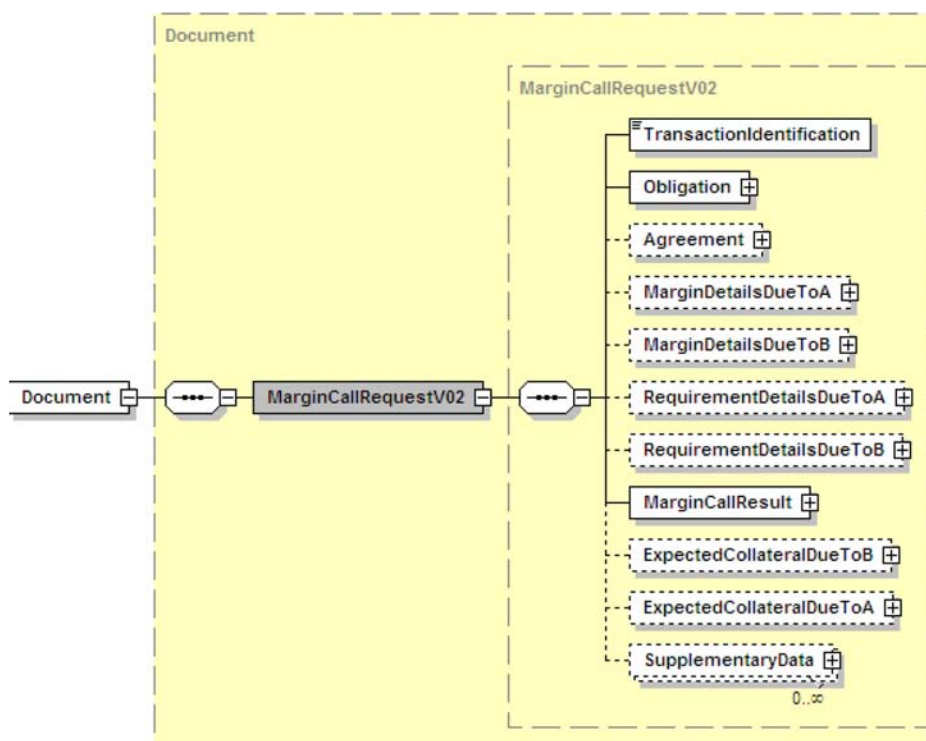 Document
MarginCallRequestV02
TransactionIdentification
Obligation
Agreement
MarginDetailsDueToA
MarginDetailsDueToB
Document
MarginCallRequestV02
RequirementDetailsDueToA
RequirementDetailsDueToB
MarginCallResult
ExpectedCollateralDueToB
ExpectedCollateralDueToA
SupplementaryData
0..∞